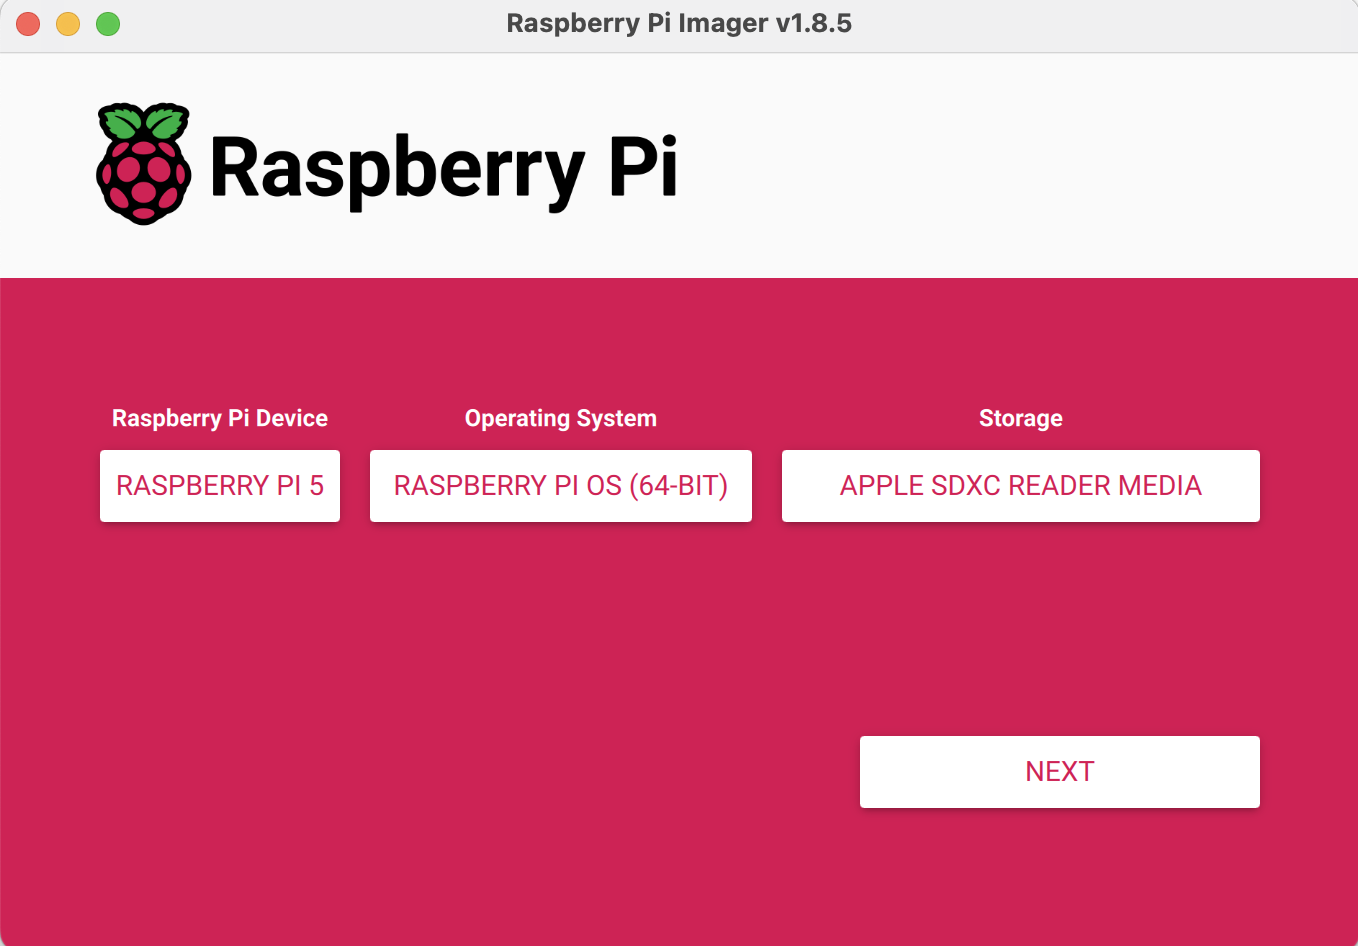 Raspberry Pi Imager v1.8.5
Raspberry Pi
Raspberry Pi Device
Operating System
Storage
RASPBERRY PI 5
RASPBERRY PI OS (64-BIT)
APPLE SDXC READER MEDIA
NEXT